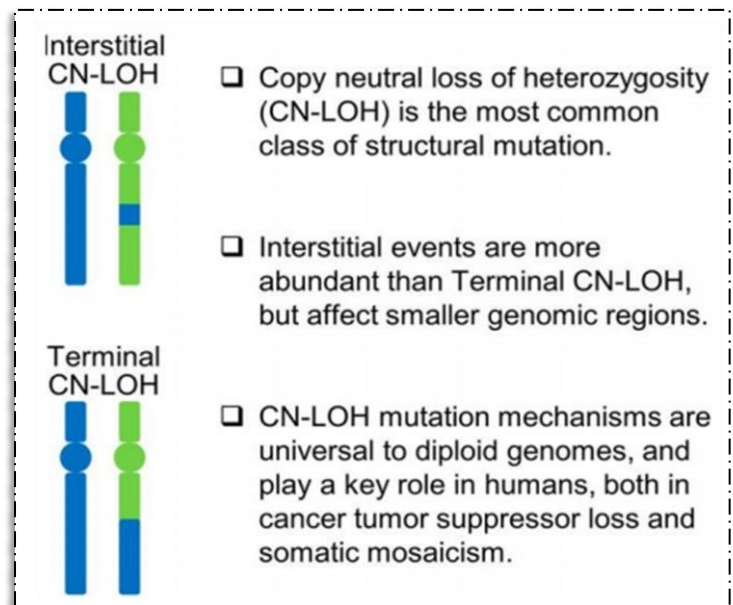 Interstitial
CN-LOH
Copy neutral loss of heterozygosity
(CN-LOH) is the most common
class of structural mutation.
Interstitial events are more
abundant than Terminal CN-LOH,
but affect smaller genomic regions.
Terminal
CN-LOH
CN-LOH mutation mechanisms are
universal to diploid genomes, and
play a key role in humans, both in
cancer tumor suppressor loss and
somatic mosaicism.